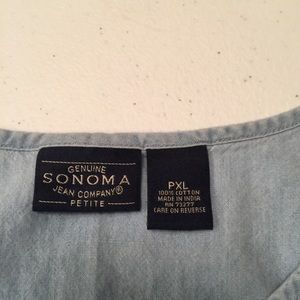 GENUINE
SONOMA
JEAN COMPANY®
PETITE
PXL
100% COTTON
MADE IN INDIA
RN 73277
CARE ON REVERSE